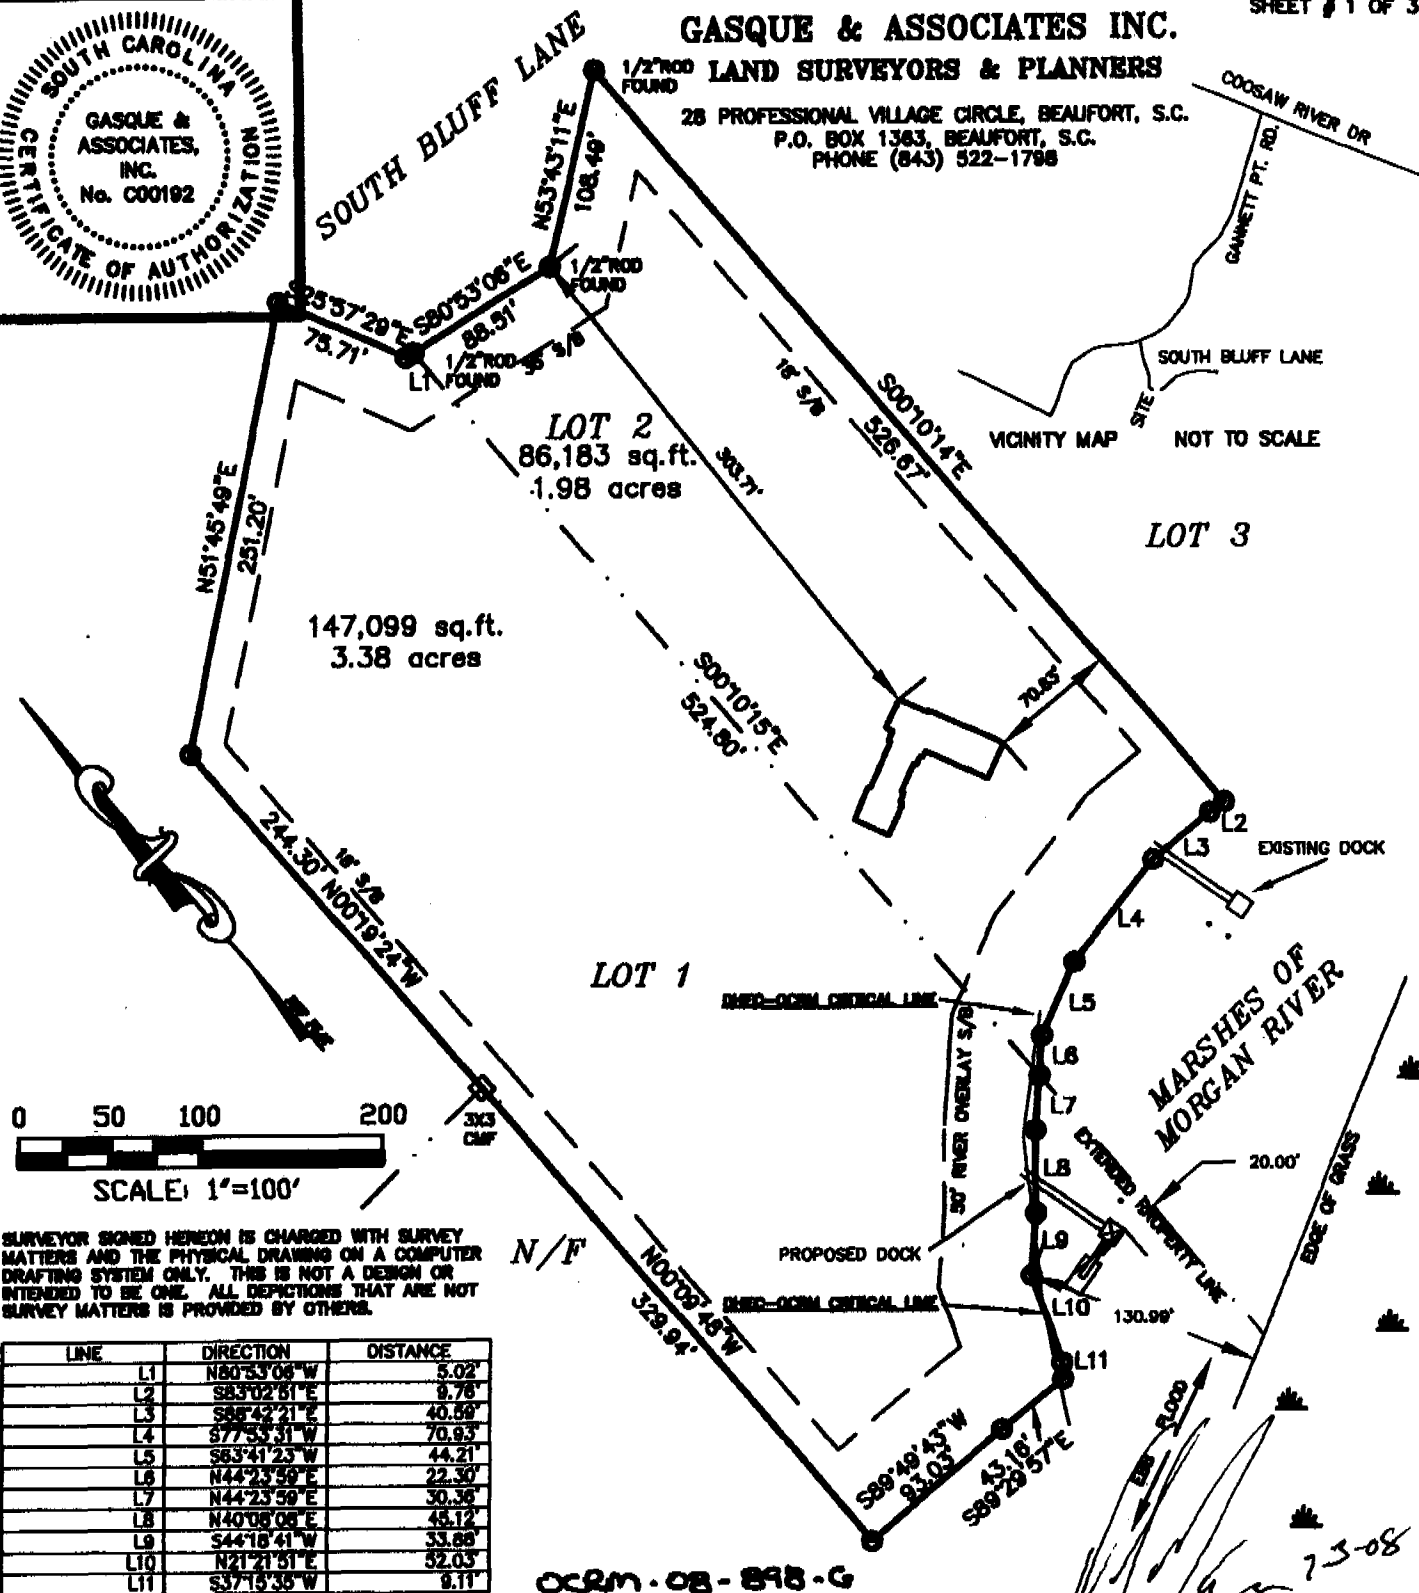 SHEET # 1 OF 3
GASQUE & ASSOCIATES INC.
LAND SURVEYORS & PLANNERS
28 PROFESSIONAL VILLAGE CIRCLE, BEAUFORT, S.C.
P.O. BOX 1363, BEAUFORT, S.C.
PHONE (843) 522-1798
SOUTH CAROLINA
GASQUE &
ASSOCIATES,
INC.
No. C00192
CERTIFICATE OF AUTHORIZATION
SOUTH BLUFF LANE
1/2"ROD
FOUND
N53°43'11"E
108.49'
1/2"ROD
FOUND
S80°53'06"E
88.51'
S25°57'29"E
75.71'
L1
1/2"ROD
FOUND
35' S/B
COOSAW RIVER DR
GANNETT PT. RD.
SOUTH BLUFF LANE
SITE
VICINITY MAP
NOT TO SCALE
LOT 2
86,183 sq.ft.
1.98 acres
303.71'
18' S/B
S00°10'14"E
526.67'
LOT 3
N51°45'49"E
251.20'
147,099 sq.ft.
3.38 acres
S00°10'15"E
524.80'
70.83'
L2
L3
EXISTING DOCK
L4
18' S/B
244.30' N00°19'24"W
LOT 1
DHEC-OCRM CRITICAL LINE
L5
L6
L7
L8
L9
L10
L11
50' RIVER OVERLAY S/B
MARSHES OF
MORGAN RIVER
EXTENDED PROPERTY LINE
20.00'
EDGE OF GRASS
PROPOSED DOCK
DHEC-OCRM CRITICAL LINE
130.99'
3X3
CMF
0 50 100 200
SCALE: 1"=100'
N/F
N00°09'48"W
329.94'
SURVEYOR SIGNED HEREON IS CHARGED WITH SURVEY
MATTERS AND THE PHYSICAL DRAWING ON A COMPUTER
DRAFTING SYSTEM ONLY. THIS IS NOT A DESIGN OR
INTENDED TO BE ONE. ALL DEPICTIONS THAT ARE NOT
SURVEY MATTERS IS PROVIDED BY OTHERS.
S89°49'43"W
93.03'
43.16'
S89°29'57"E
FLOOD
EBB
LINE DIRECTION DISTANCE
L1 N80°53'06"W 5.02'
L2 S83°02'51"E 9.76'
L3 S88°42'21"E 40.59'
L4 S77°53'31"W 70.93'
L5 S63°41'23"W 44.21'
L6 N44°23'59"E 22.30'
L7 N44°23'59"E 30.36'
L8 N40°08'08"E 45.12'
L9 S44°18'41"W 33.88'
L10 N21°21'51"E 52.03'
L11 S37°15'35"W 9.11'
OCRM-08-898-G
7-3-08